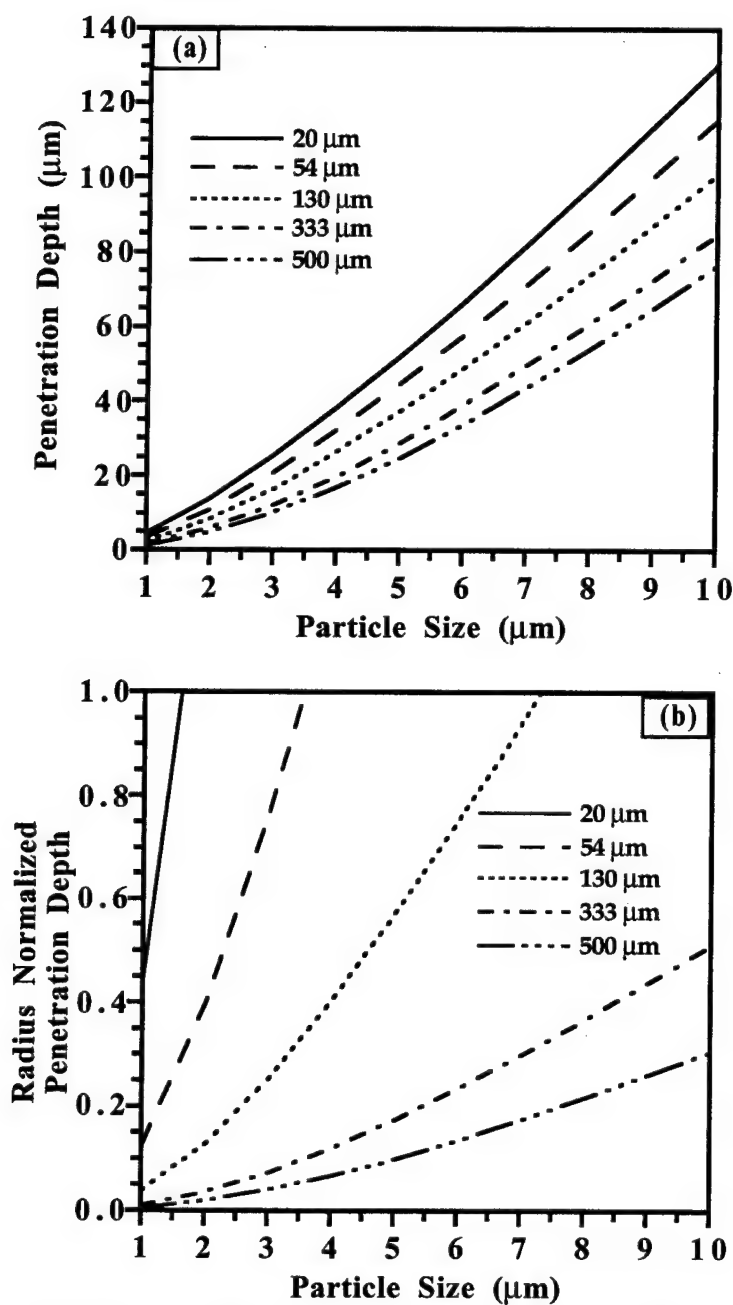 (a)
140
120
100
80
60
40
20
0
Penetration Depth (μm)
20 μm
54 μm
130 μm
333 μm
500 μm
1 2 3 4 5 6 7 8 9 10
Particle Size (μm)
(b)
1.0
0.8
0.6
0.4
0.2
0.0
Radius Normalized
Penetration Depth
20 μm
54 μm
130 μm
333 μm
500 μm
1 2 3 4 5 6 7 8 9 10
Particle Size (μm)